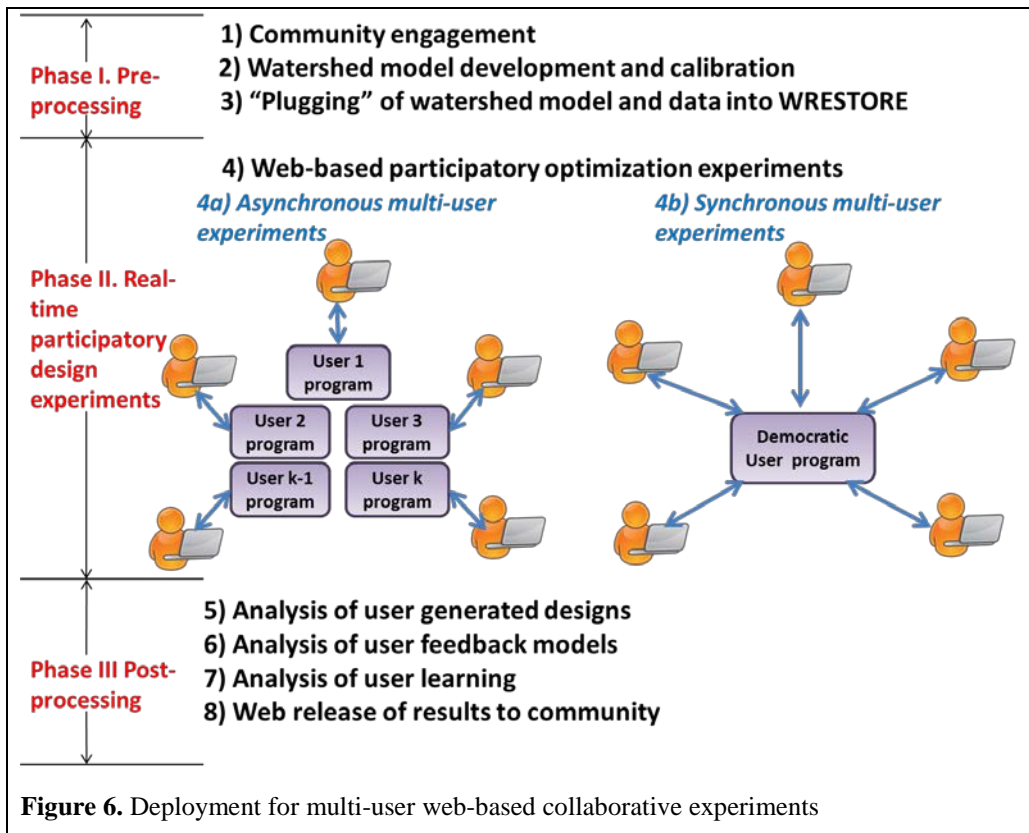 1) Community engagement
Phase I. Pre-
processing
2) Watershed model development and calibration
3) “Plugging” of watershed model and data into WRESTORE
4) Web-based participatory optimization experiments
4a) Asynchronous multi-user
experiments
4b) Synchronous multi-user
experiments
Phase II. Real-
time
participatory
design
experiments
User 1
program
User 2
program
User 3
program
User k-1
program
User k
program
Democratic
User program
5) Analysis of user generated designs
6) Analysis of user feedback models
Phase III Post-
processing
7) Analysis of user learning
8) Web release of results to community
Figure 6. Deployment for multi-user web-based collaborative experiments